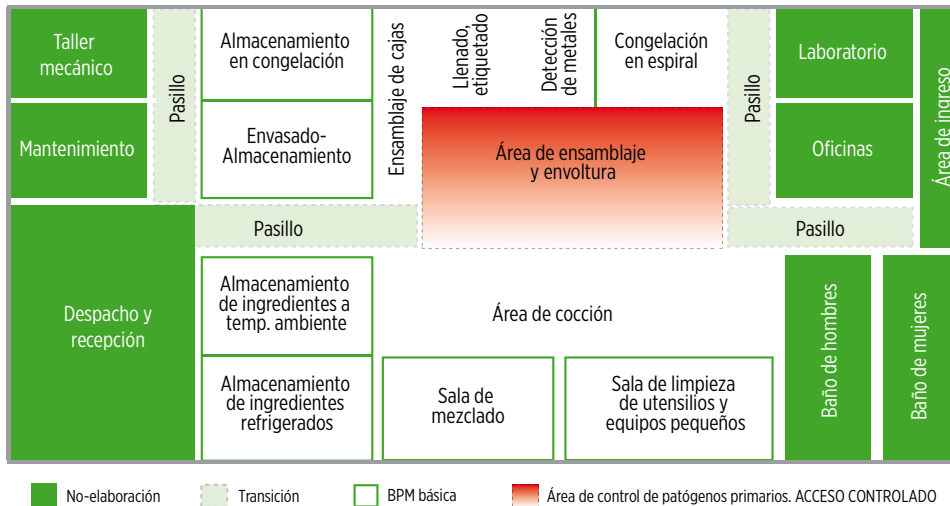 Taller
mecánico
Pasillo
Almacenamiento
en congelación
Ensamblaje de cajas
Llenado,
etiquetado
Detección
de metales
Congelación
en espiral
Pasillo
Laboratorio
Área de ingreso
Mantenimiento
Envasado-
Almacenamiento
Área de ensamblaje
y envoltura
Oficinas
Pasillo
Pasillo
Despacho y
recepción
Almacenamiento
de ingredientes a
temp. ambiente
Área de cocción
Baño de hombres
Baño de mujeres
Almacenamiento
de ingredientes
refrigerados
Sala de
mezclado
Sala de limpieza
de utensilios y
equipos pequeños
No-elaboración
Transición
BPM básica
Área de control de patógenos primarios. ACCESO CONTROLADO